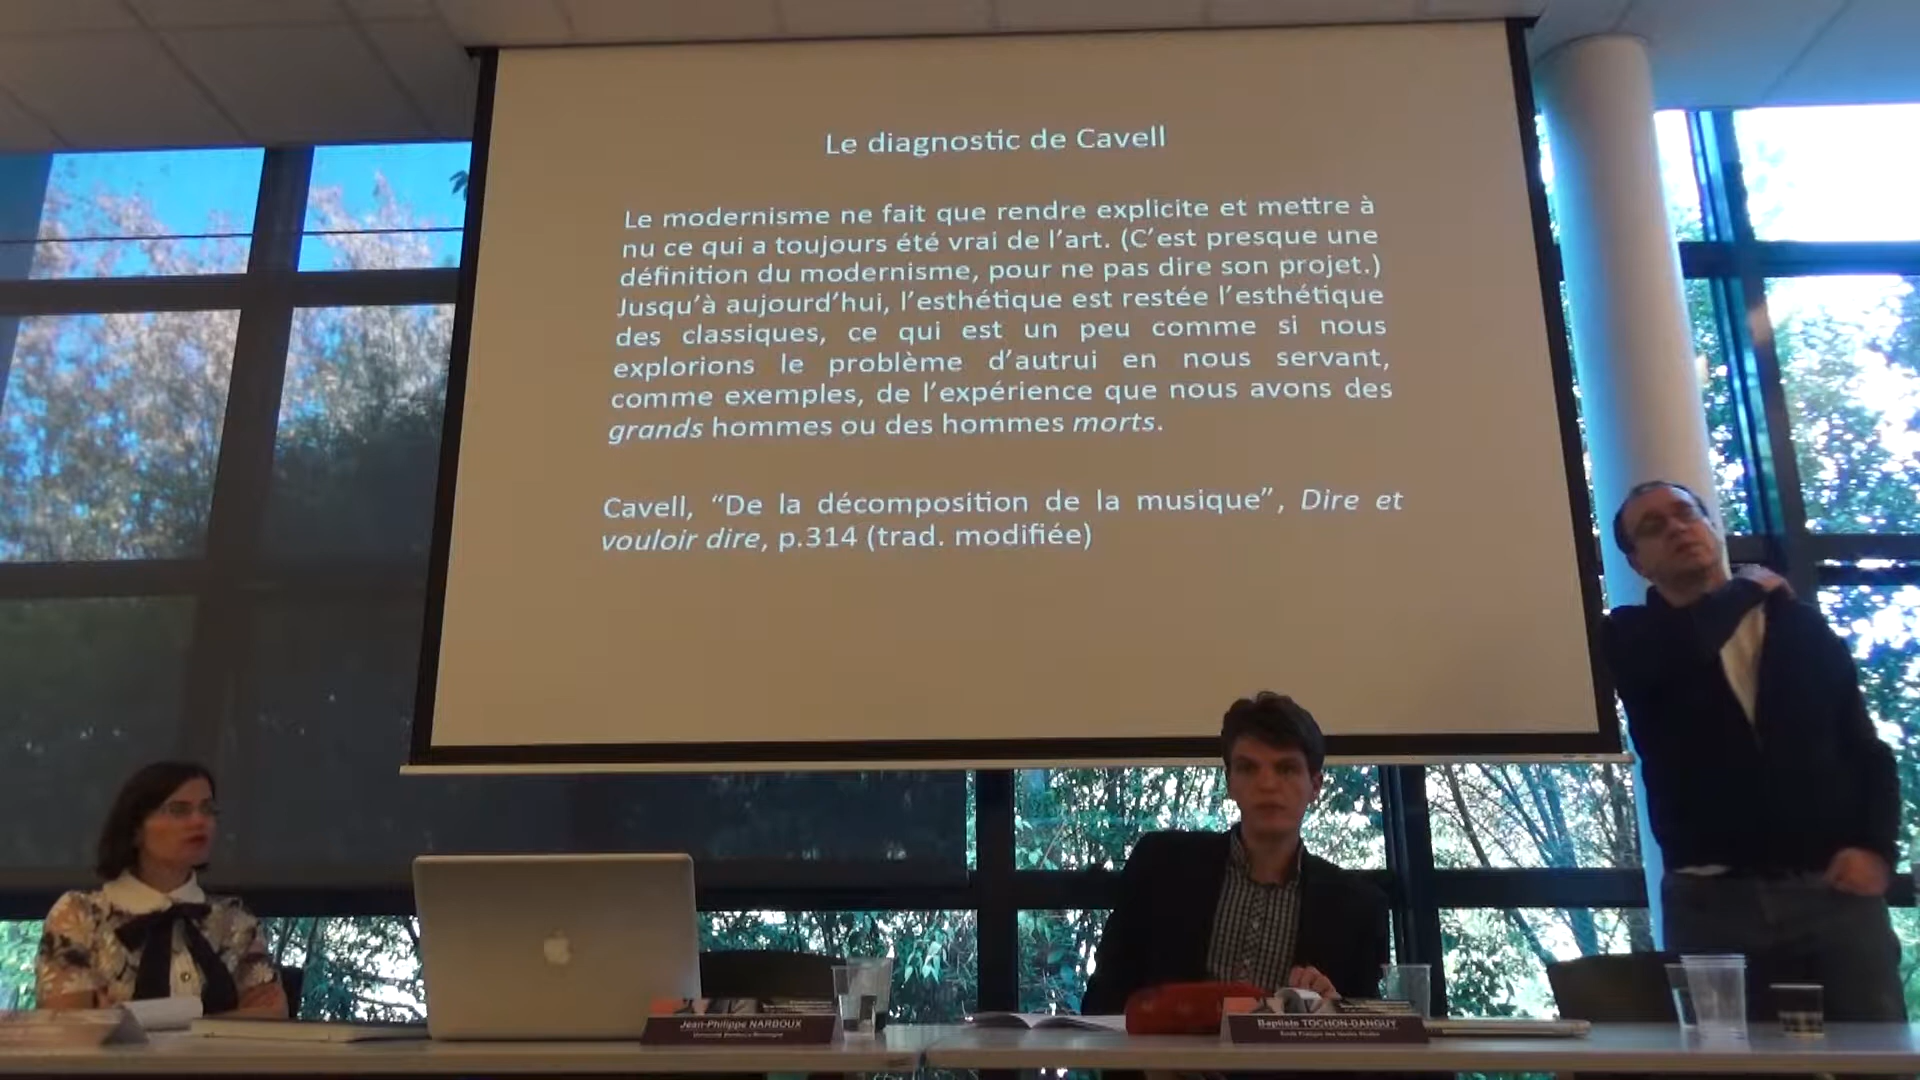 Le diagnostic de Cavell
Le modernisme ne fait que rendre explicite et mettre à
nu ce qui a toujours été vrai de l’art. (C’est presque une
définition du modernisme, pour ne pas dire son projet.)
Jusqu’à aujourd’hui, l’esthétique est restée l’esthétique
des classiques, ce qui est un peu comme si nous
explorions le problème d’autrui en nous servant,
comme exemples, de l’expérience que nous avons des
grands hommes ou des hommes morts.
Cavell, “De la décomposition de la musique”, Dire et
vouloir dire, p.314 (trad. modifiée)
Jean-Philippe NARBOUX
Baptiste TOCHON-DANGUY